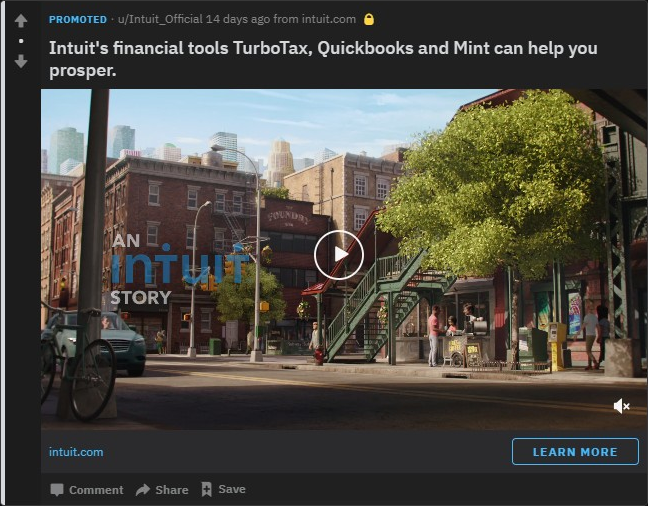 PROMOTED · u/Intuit_Official 14 days ago from intuit.com
Intuit's financial tools TurboTax, Quickbooks and Mint can help you
prosper.
FOUNDRY
AN
intuit
STORY
intuit.com
LEARN MORE
Comment Share Save